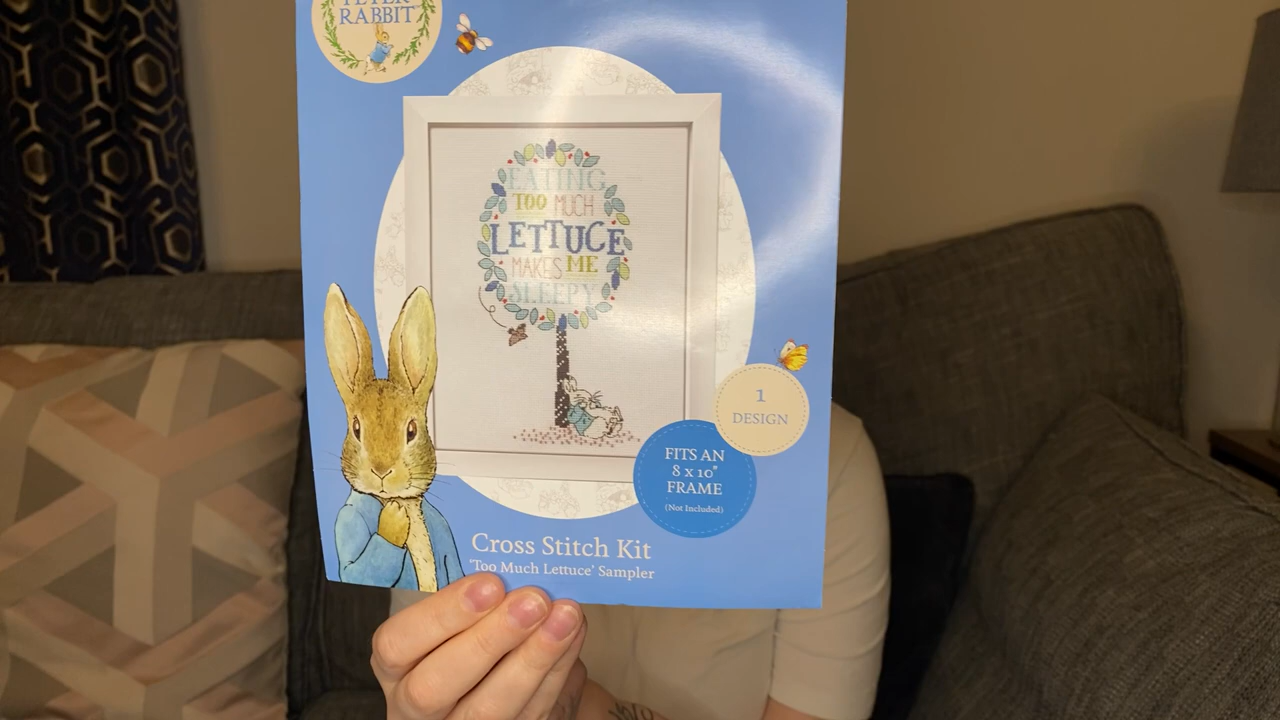 PETER
RABBIT
EATING
TOO MUCH
LETTUCE
MAKES ME
SLEEPY
1
DESIGN
FITS AN
8 x 10"
FRAME
(Not Included)
Cross Stitch Kit
'Too Much Lettuce' Sampler